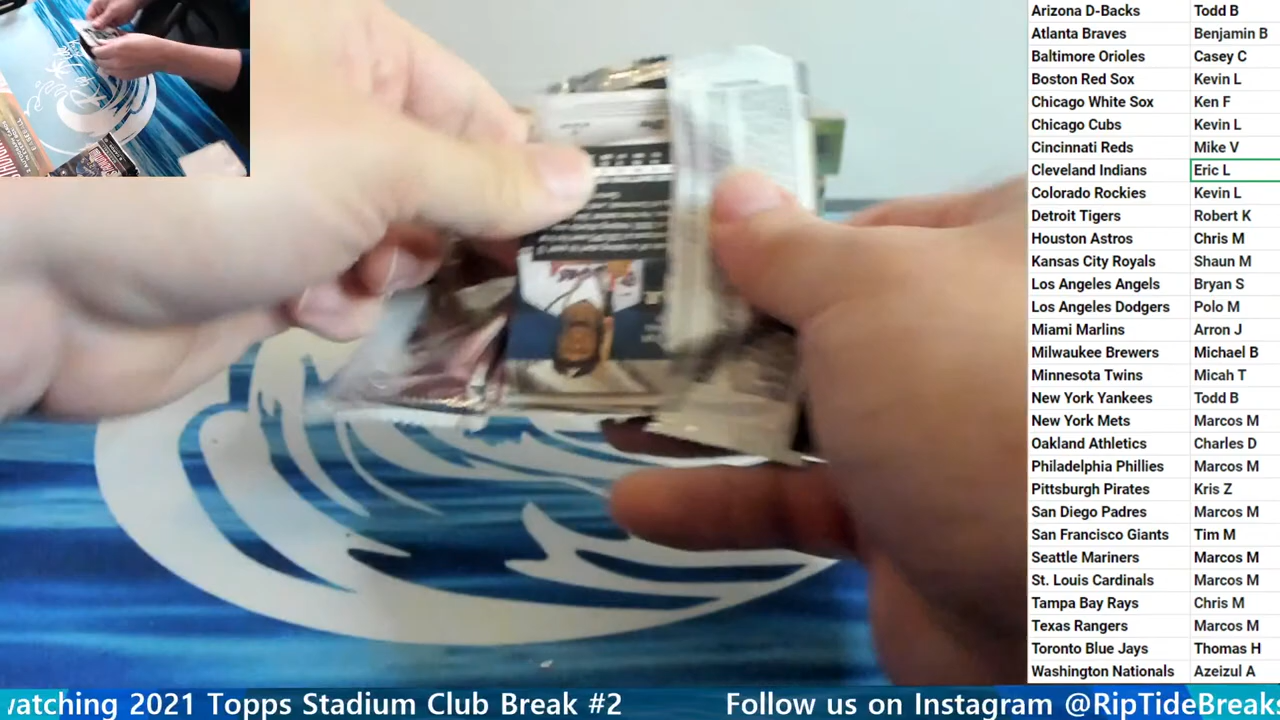 Arizona D-Backs Todd B
Atlanta Braves Benjamin B
Baltimore Orioles Casey C
Boston Red Sox Kevin L
Chicago White Sox Ken F
Chicago Cubs Kevin L
Cincinnati Reds Mike V
Cleveland Indians Eric L
Colorado Rockies Kevin L
Detroit Tigers Robert K
Houston Astros Chris M
Kansas City Royals Shaun M
Los Angeles Angels Bryan S
Los Angeles Dodgers Polo M
Miami Marlins Arron J
Milwaukee Brewers Michael B
Minnesota Twins Micah T
New York Yankees Todd B
New York Mets Marcos M
Oakland Athletics Charles D
Philadelphia Phillies Marcos M
Pittsburgh Pirates Kris Z
San Diego Padres Marcos M
San Francisco Giants Tim M
Seattle Mariners Marcos M
St. Louis Cardinals Marcos M
Tampa Bay Rays Chris M
Texas Rangers Marcos M
Toronto Blue Jays Thomas H
Washington Nationals Azeizul A
watching 2021 Topps Stadium Club Break #2 Follow us on Instagram @RipTideBreaks